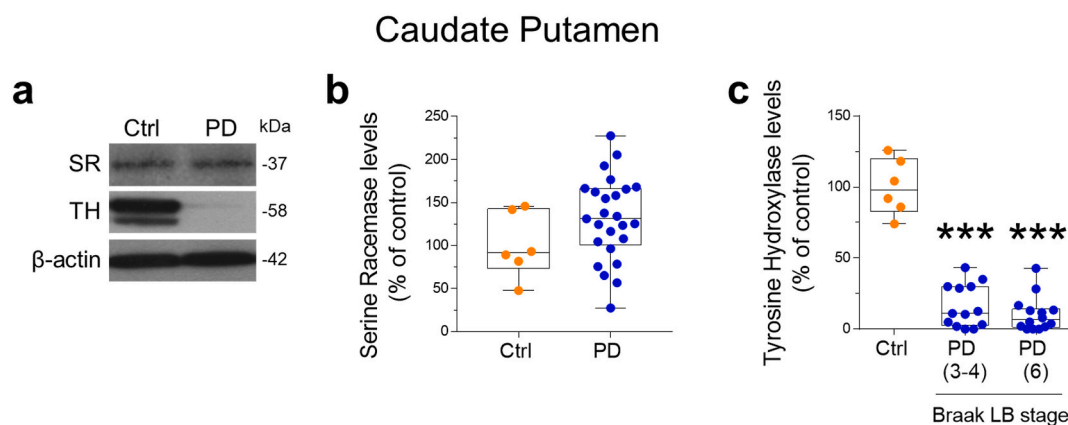 Caudate Putamen
a
Ctrl PD kDa
SR -37
TH -58
β-actin -42
b
Serine Racemase levels
(% of control)
250
200
150
100
50
0
Ctrl PD
c
Tyrosine Hydroxylase levels
(% of control)
150
100
50
0
*** ***
Ctrl PD PD
(3-4) (6)
Braak LB stage